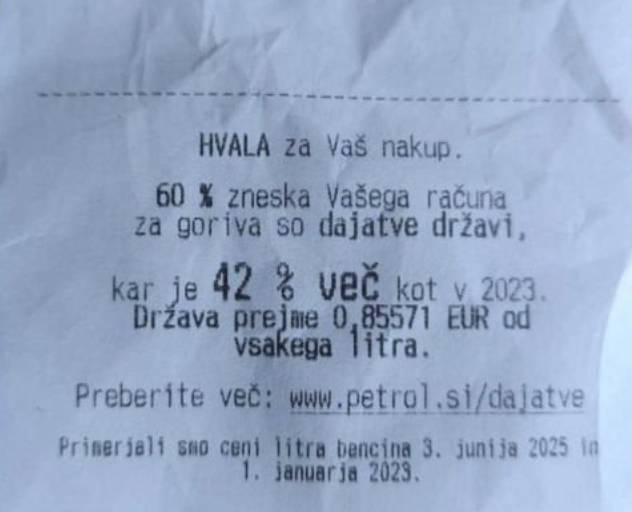 HVALA za Vaš nakup.
60 % zneska Vašega računa
za goriva so dajatve državi,
kar je 42 % več kot v 2023.
Država prejme 0,85571 EUR od
vsakega litra.
Preberite več: www.petrol.si/dajatve
Primerjali smo ceni litra bencina 3. junija 2025 in
1. januarja 2023.